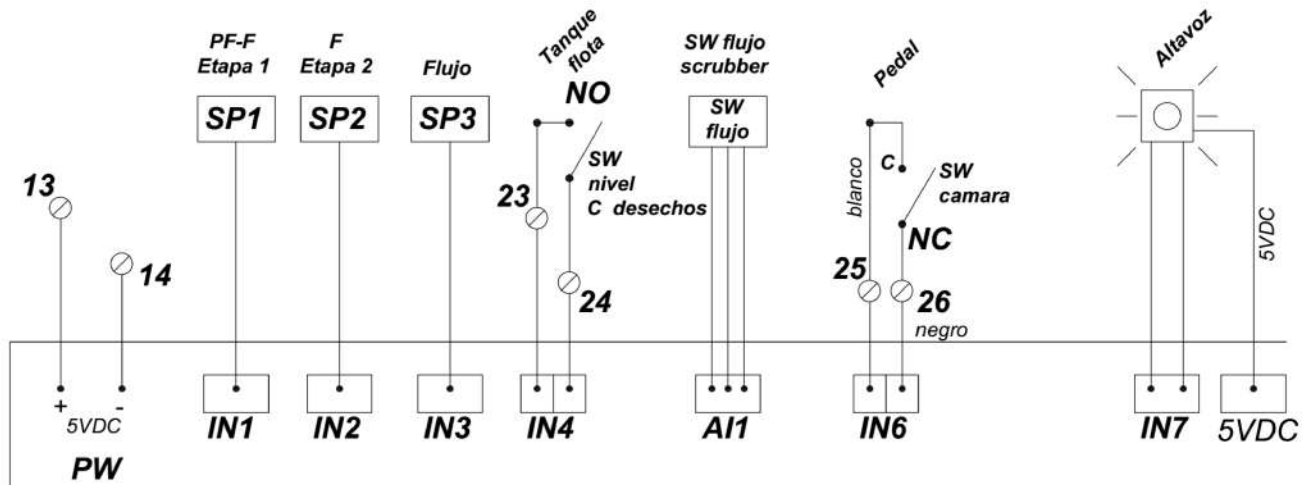 PF-F
Etapa 1
F
Etapa 2
Flujo
Tanque
flota
SW flujo
scrubber
Pedal
Altavoz
SP1
SP2
SP3
NO
SW
flujo
SW
nivel
C desechos
blanco
C
SW
camara
NC
5VDC
13
14
23
24
25
26
negro
+
-
5VDC
PW
IN1
IN2
IN3
IN4
AI1
IN6
IN7
5VDC